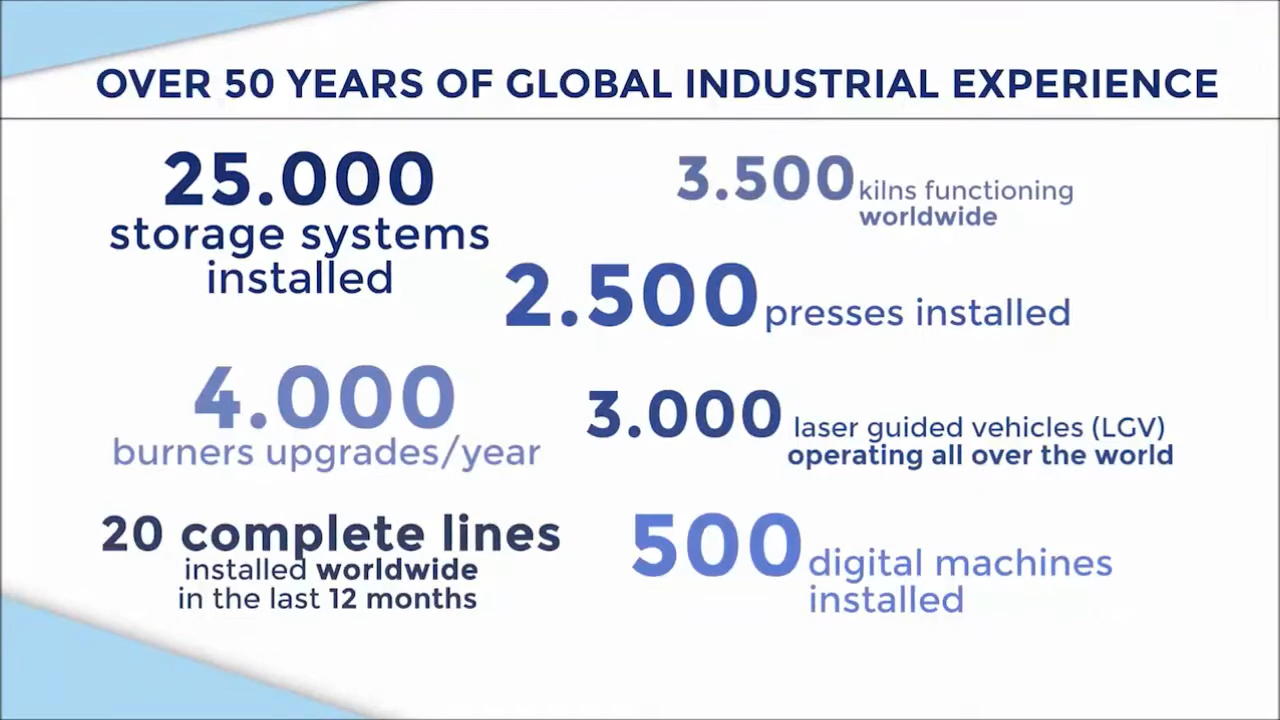 OVER 50 YEARS OF GLOBAL INDUSTRIAL EXPERIENCE
25.000
storage systems
installed
3.500 kilns functioning
worldwide
2.500 presses installed
4.000
burners upgrades/year
3.000 laser guided vehicles (LGV)
operating all over the world
20 complete lines
installed worldwide
in the last 12 months
500 digital machines
installed